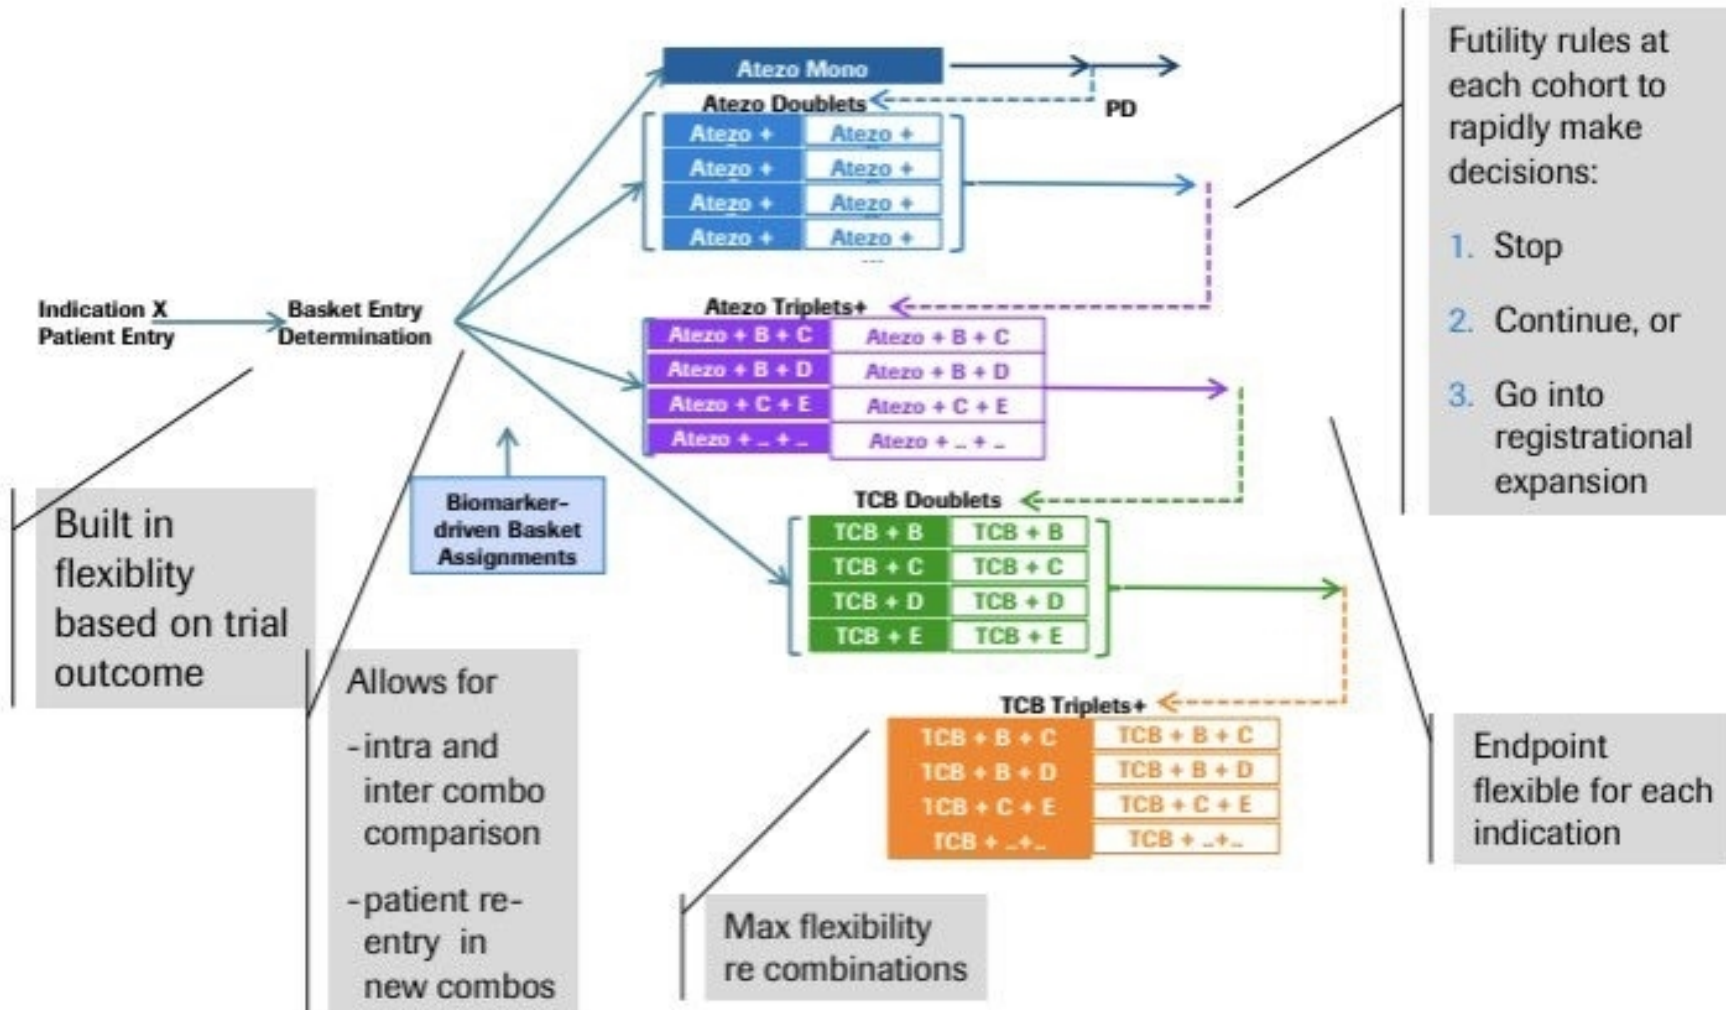 Atezo Mono
PD
Atezo Doublets
Atezo + Atezo +
Atezo + Atezo +
Atezo + Atezo +
Atezo + Atezo +
...
Indication X
Patient Entry
Basket Entry
Determination
Biomarker-
driven Basket
Assignments
Atezo Triplets+
Atezo + B + C Atezo + B + C
Atezo + B + D Atezo + B + D
Atezo + C + E Atezo + C + E
Atezo + .. + .. Atezo + .. + ..
TCB Doublets
TCB + B TCB + B
TCB + C TCB + C
TCB + D TCB + D
TCB + E TCB + E
TCB Triplets+
TCB + B + C TCB + B + C
TCB + B + D TCB + B + D
TCB + C + E TCB + C + E
TCB + ..+.. TCB + ..+..
Futility rules at
each cohort to
rapidly make
decisions:
1. Stop
2. Continue, or
3. Go into
registrational
expansion
Built in
flexiblity
based on trial
outcome
Allows for
-intra and
inter combo
comparison
-patient re-
entry in
new combos
Max flexibility
re combinations
Endpoint
flexible for each
indication